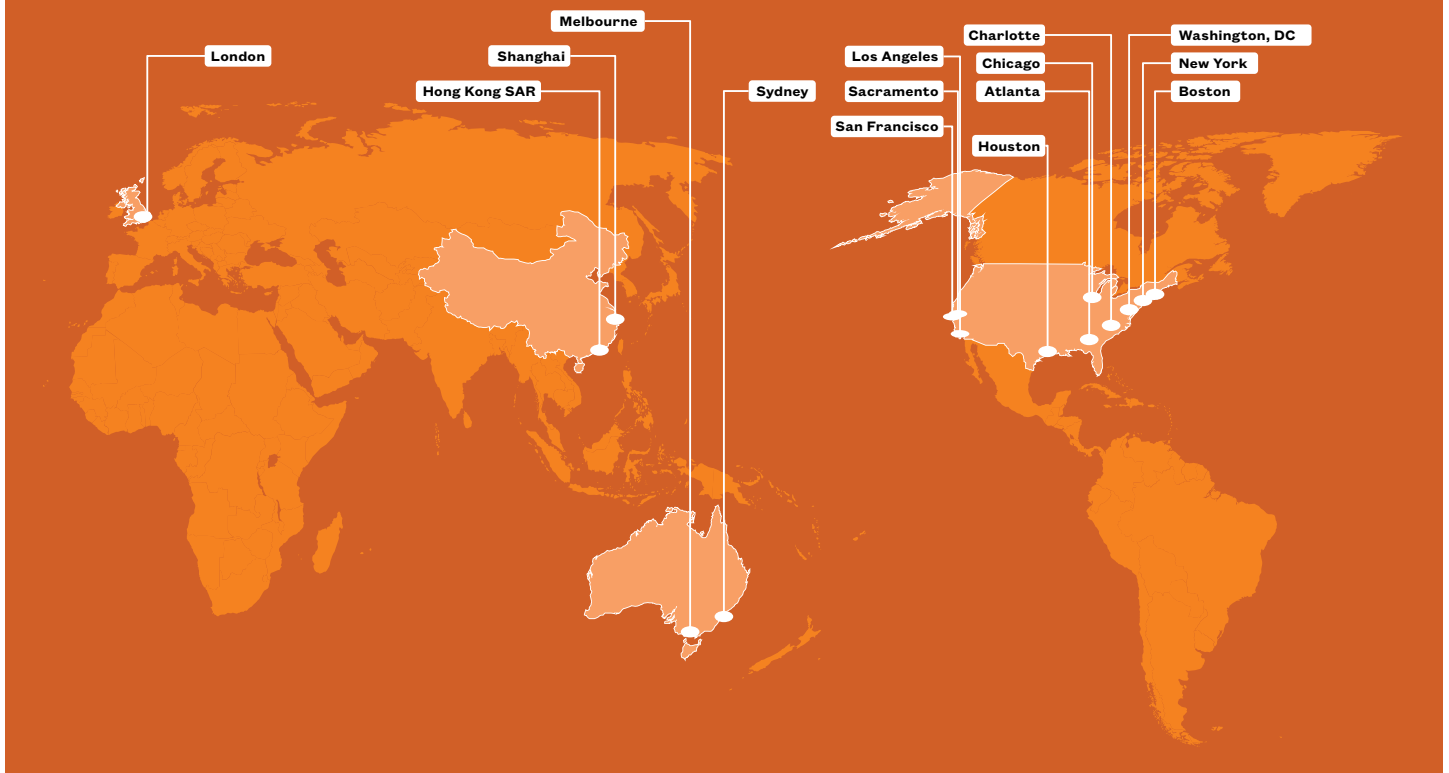 Melbourne
London
Shanghai
Hong Kong SAR
Sydney
Charlotte
Washington, DC
Los Angeles
Chicago
New York
Sacramento
Atlanta
Boston
San Francisco
Houston